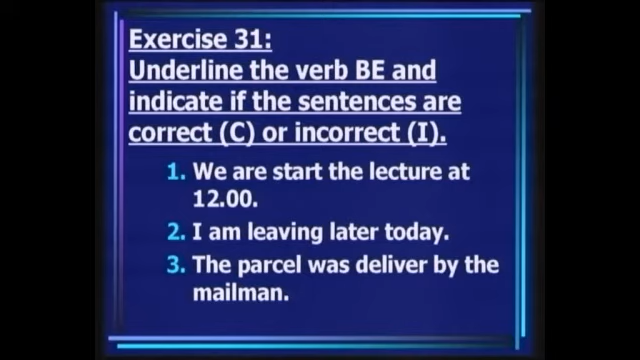 Exercise 31:
Underline the verb BE and
indicate if the sentences are
correct (C) or incorrect (I).
1. We are start the lecture at
12.00.
2. I am leaving later today.
3. The parcel was deliver by the
mailman.